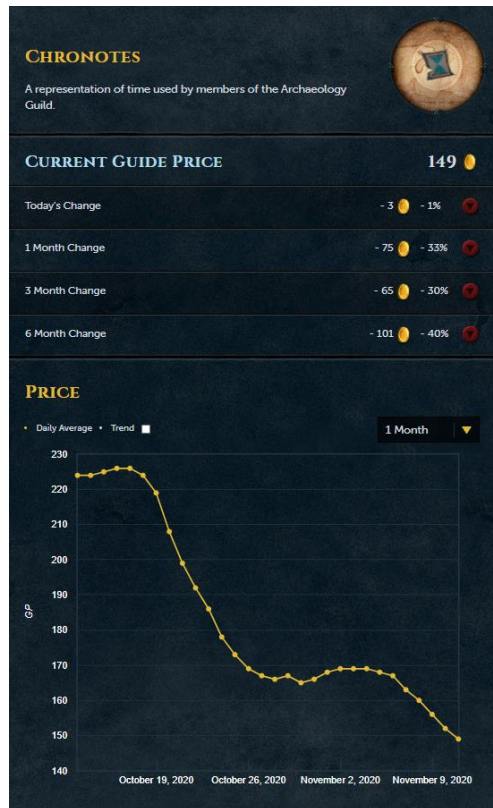 Chronotes
A representation of time used by members of the Archaeology
Guild.
Current Guide Price 149
Today's Change - 3 - 1%
1 Month Change - 75 - 33%
3 Month Change - 65 - 30%
6 Month Change - 101 - 40%
Price
• Daily Average • Trend
1 Month
230
220
210
200
190
180
170
160
150
140
GP
October 19, 2020 October 26, 2020 November 2, 2020 November 9, 2020